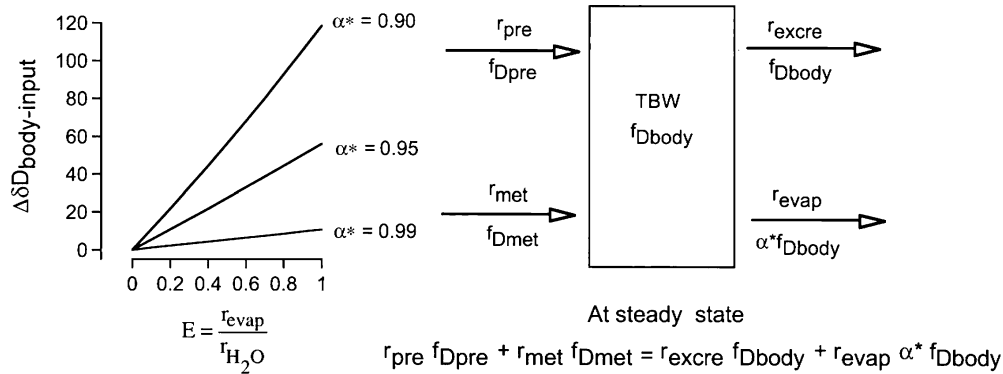 120
100
80
60
40
20
0
ΔδD_body-input
0 0.2 0.4 0.6 0.8 1
E = r_evap / r_H₂O
α* = 0.90
α* = 0.95
α* = 0.99
r_pre
f_Dpre
r_met
f_Dmet
TBW
f_Dbody
r_excre
f_Dbody
r_evap
α*f_Dbody
At steady state
r_pre f_Dpre + r_met f_Dmet = r_excre f_Dbody + r_evap α* f_Dbody